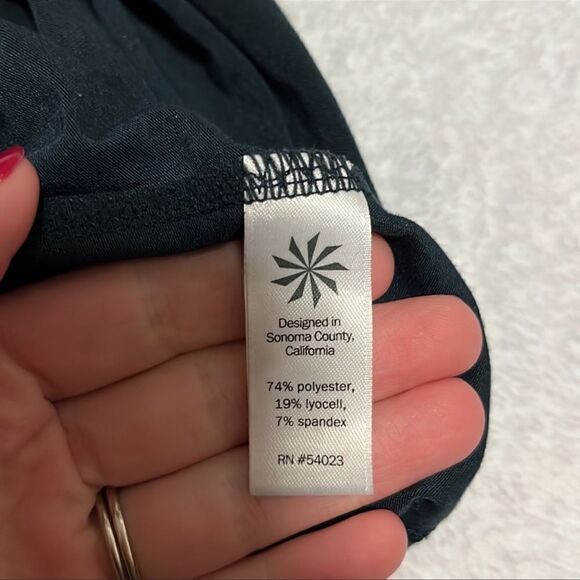 Designed in
Sonoma County,
California
74% polyester,
19% lyocell,
7% spandex
RN #54023